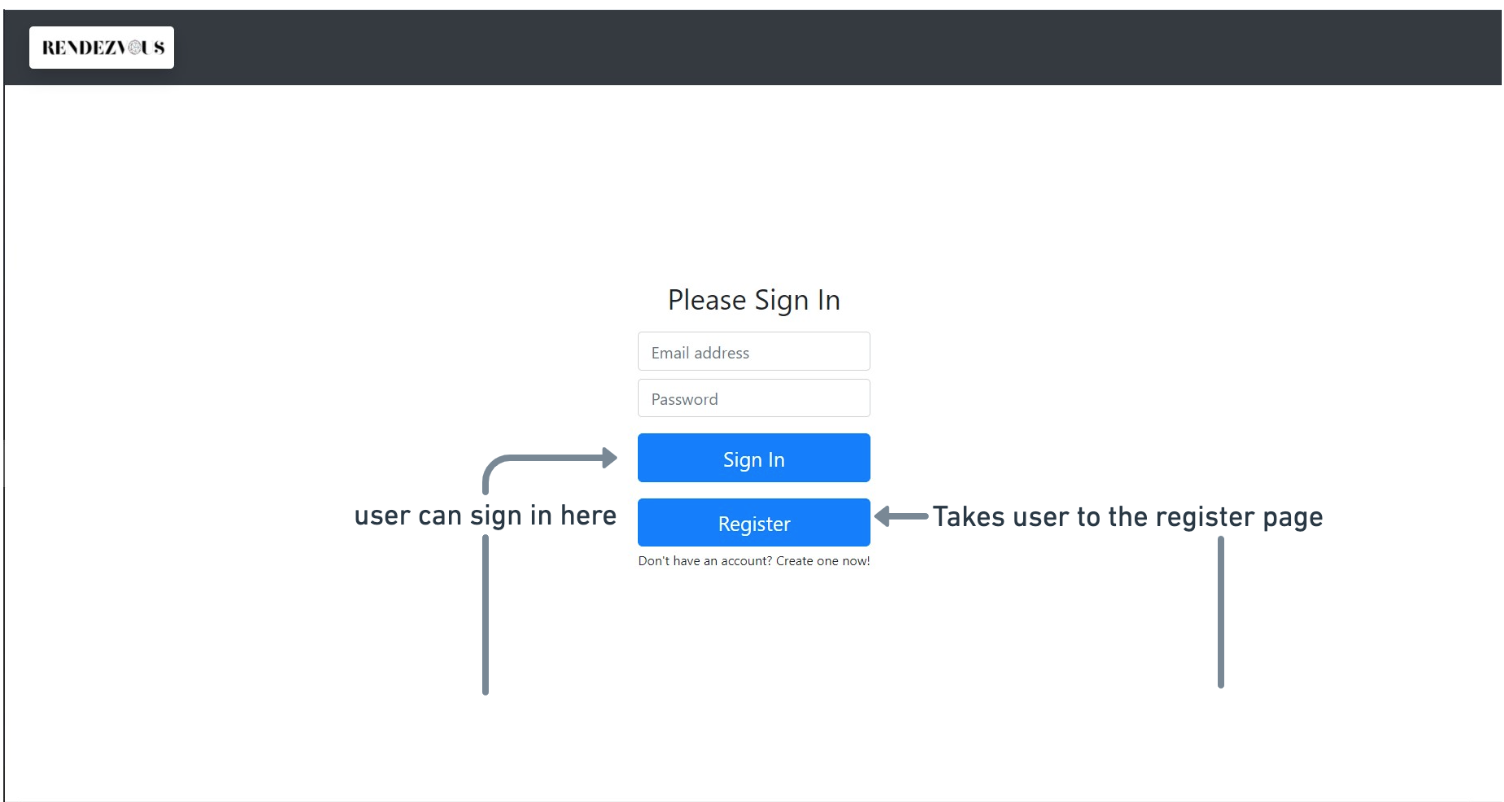 RENDEZVOUS
Please Sign In
Email address
Password
Sign In
user can sign in here
Register
Takes user to the register page
Don't have an account? Create one now!